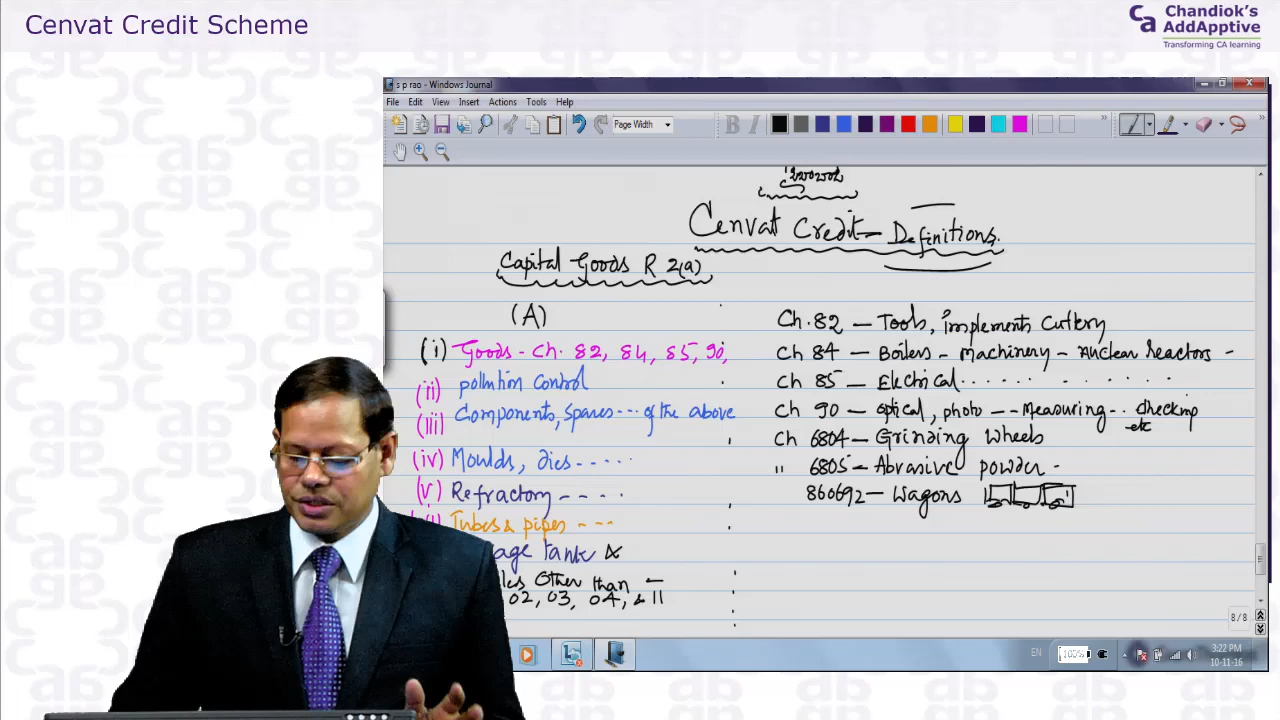 Cenvat Credit Scheme
Chandiok's
AddApptive
Transforming CA learning
s p rao - Windows Journal
File Edit View Insert Actions Tools Help
Page Width
B I
Cenvat Credit - Definitions.
Capital Goods R 2(a)
(A)
(i) Goods - Ch. 82, 84, 85, 90,
(ii) pollution control
(iii) Components, spares --- of the above
(iv) Moulds, dies -----
(v) Refractory ----
Tubes & pipes ---
age tank &
les other than -
02, 03, 04, & 11
Ch. 82 - Tools, implements Cutlery
Ch 84 - Boilers - Machinery - Nuclear Reactors -
Ch 85 - Electrical ...........
Ch 90 - optical, photo -- Measuring .. checking
etc
Ch 6804 - Grinding wheels
" 6805 - Abrasive powder -
860692 - Wagons
8/8
EN
100%
3:22 PM
10-11-16